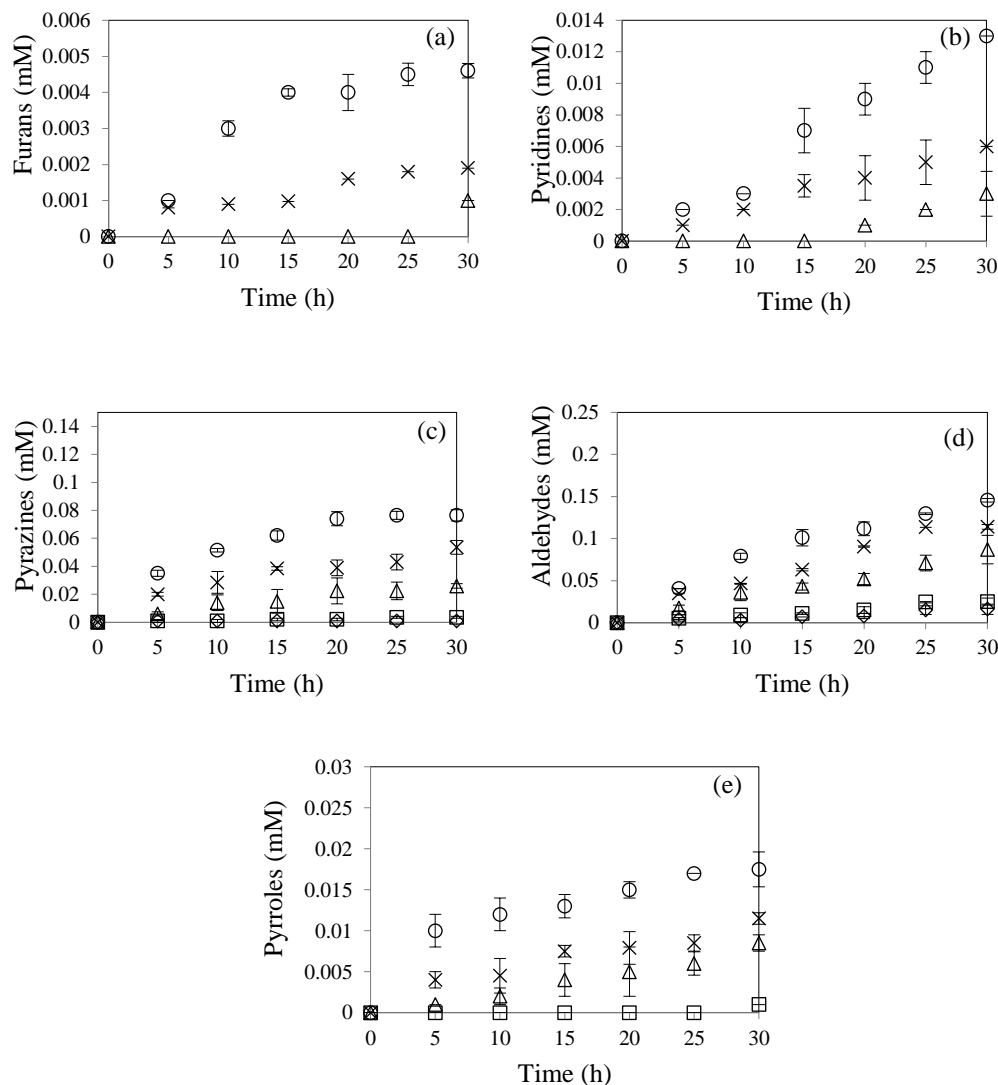 (a)
Furans (mM)
0.006
0.005
0.004
0.003
0.002
0.001
0
0 5 10 15 20 25 30
Time (h)
(b)
Pyridines (mM)
0.014
0.012
0.01
0.008
0.006
0.004
0.002
0
0 5 10 15 20 25 30
Time (h)
(c)
Pyrazines (mM)
0.14
0.12
0.1
0.08
0.06
0.04
0.02
0
0 5 10 15 20 25 30
Time (h)
(d)
Aldehydes (mM)
0.25
0.2
0.15
0.1
0.05
0
0 5 10 15 20 25 30
Time (h)
(e)
Pyrroles (mM)
0.03
0.025
0.02
0.015
0.01
0.005
0
0 5 10 15 20 25 30
Time (h)